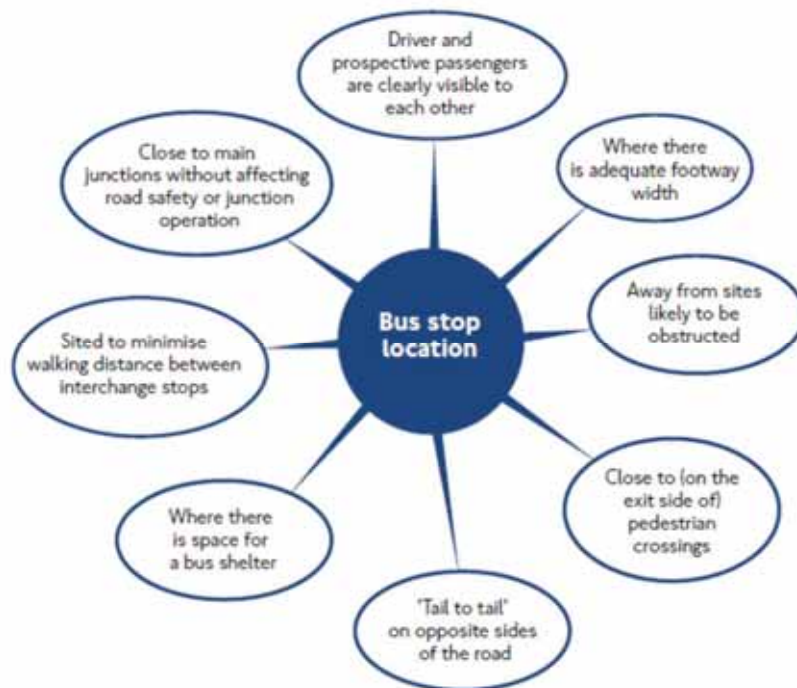 Driver and
prospective passengers
are clearly visible to
each other
Where there
is adequate footway
width
Away from sites
likely to be
obstructed
Close to (on the
exit side of)
pedestrian
crossings
'Tail to tail'
on opposite sides
of the road
Where there
is space for
a bus shelter
Sited to minimise
walking distance between
interchange stops
Close to main
junctions without affecting
road safety or junction
operation
Bus stop
location